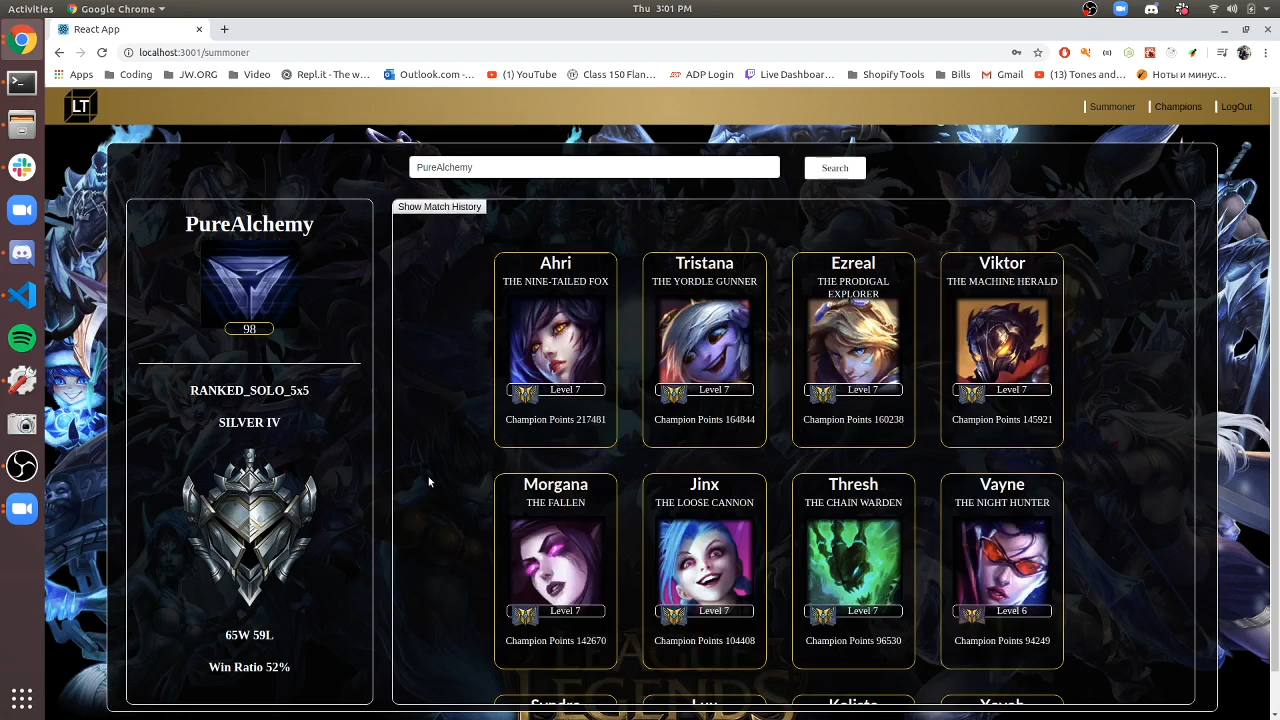 Activities
Google Chrome
Thu 3:01 PM
React App
localhost:3001/summoner
Apps
Coding
JW.ORG
Video
Repl.it - The w...
Outlook.com -...
(1) YouTube
Class 150 Flan...
ADP Login
Live Dashboar...
Shopify Tools
Bills
Gmail
(13) Tones and...
Ноты и минус...
LT
Summoner
Champions
LogOut
PureAlchemy
Search
PureAlchemy
98
RANKED_SOLO_5x5
SILVER IV
65W 59L
Win Ratio 52%
Show Match History
Ahri
THE NINE-TAILED FOX
Level 7
Champion Points 217481
Tristana
THE YORDLE GUNNER
Level 7
Champion Points 164844
Ezreal
THE PRODIGAL
EXPLORER
Level 7
Champion Points 160238
Viktor
THE MACHINE HERALD
Level 7
Champion Points 145921
Morgana
THE FALLEN
Level 7
Champion Points 142670
Jinx
THE LOOSE CANNON
Level 7
Champion Points 104408
Thresh
THE CHAIN WARDEN
Level 7
Champion Points 96530
Vayne
THE NIGHT HUNTER
Level 6
Champion Points 94249
LEAGUE
LEGENDS